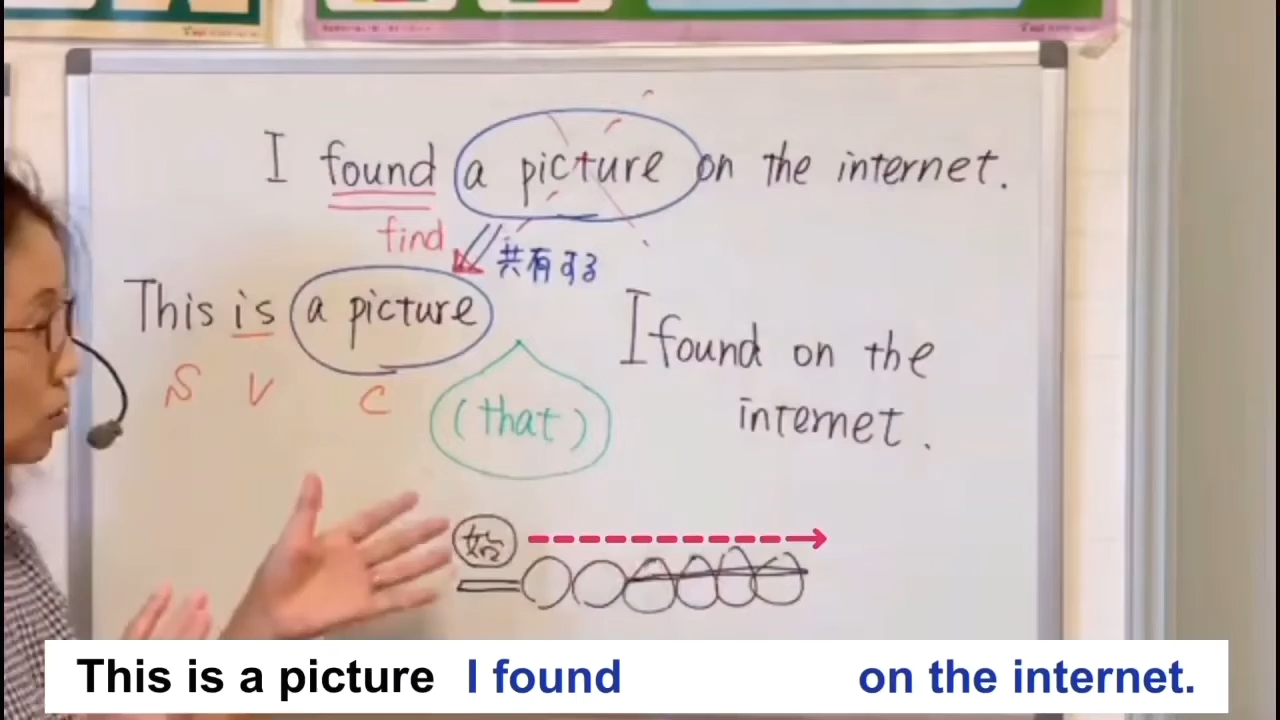 I found a picture on the internet.
find
共有する
This is a picture
S V C
(that)
I found on the
internet.
始
This is a picture I found on the internet.